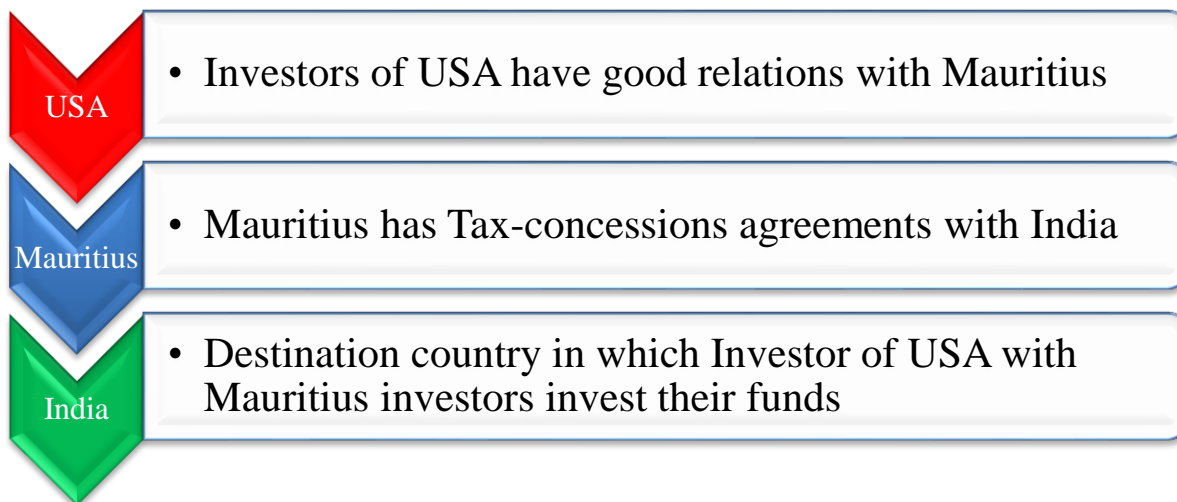 USA
• Investors of USA have good relations with Mauritius
Mauritius
• Mauritius has Tax-concessions agreements with India
India
• Destination country in which Investor of USA with
Mauritius investors invest their funds